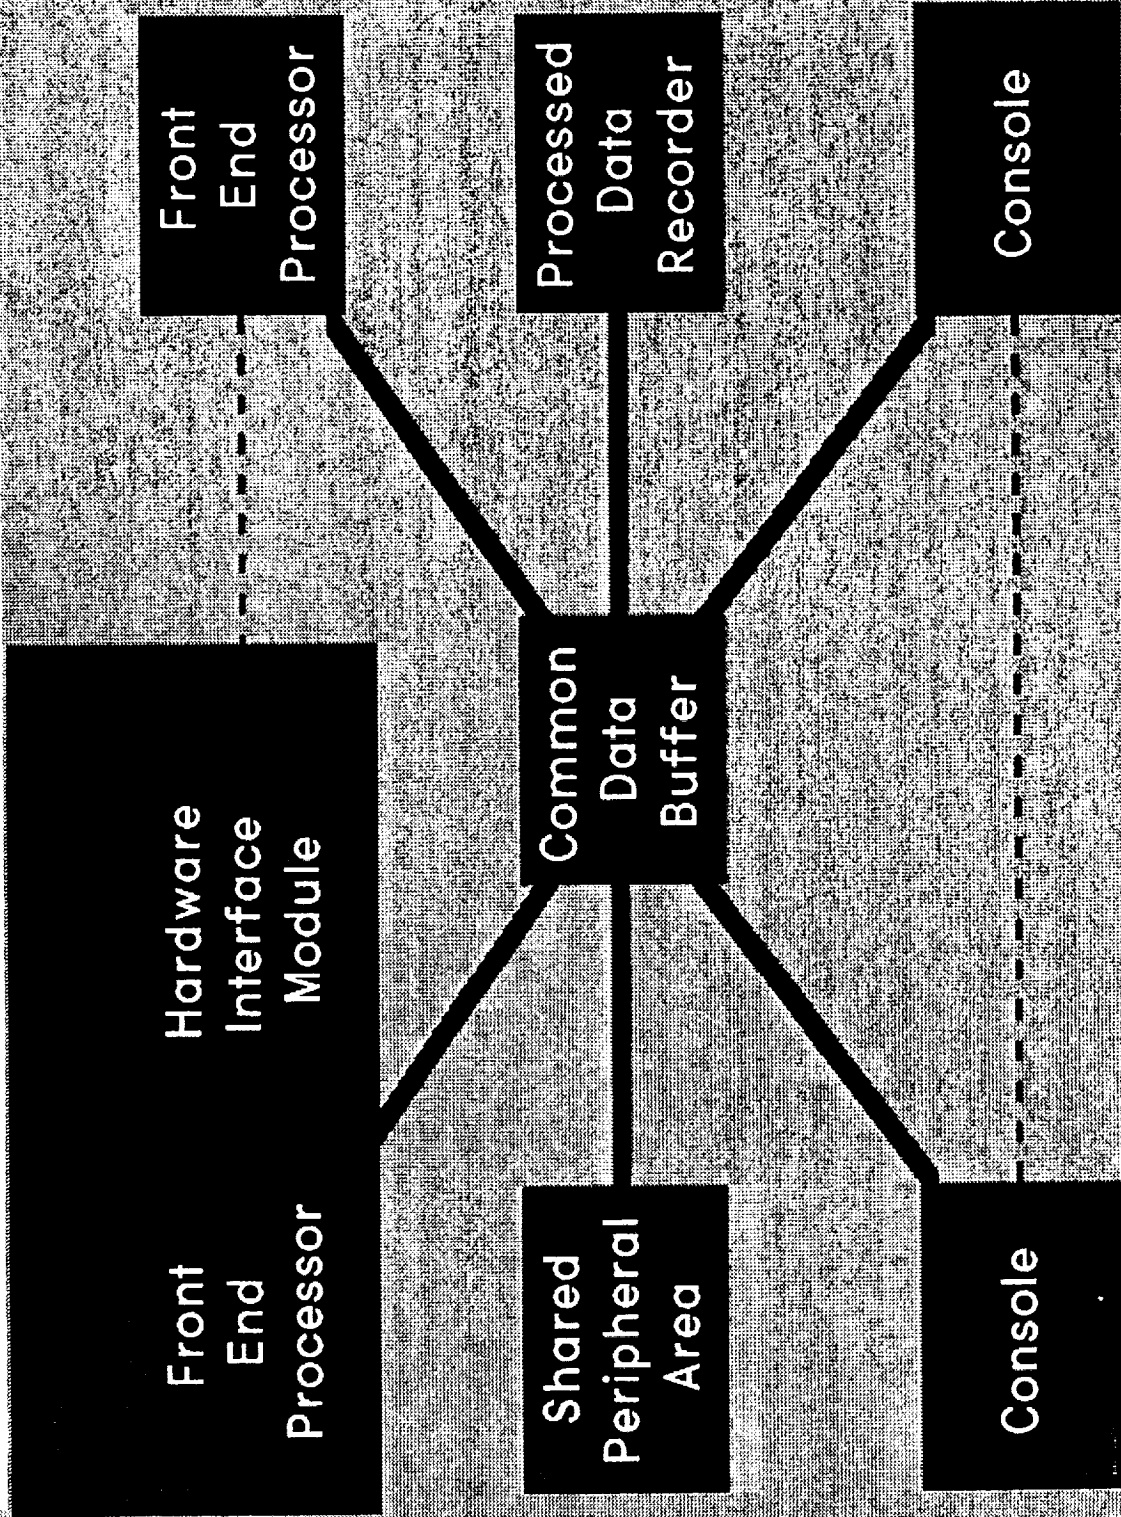 Front
End
Processor
Hardware
Interface
Module
Front
End
Processor
Shared
Peripheral
Area
Common
Data
Buffer
Processed
Data
Recorder
Console
Console